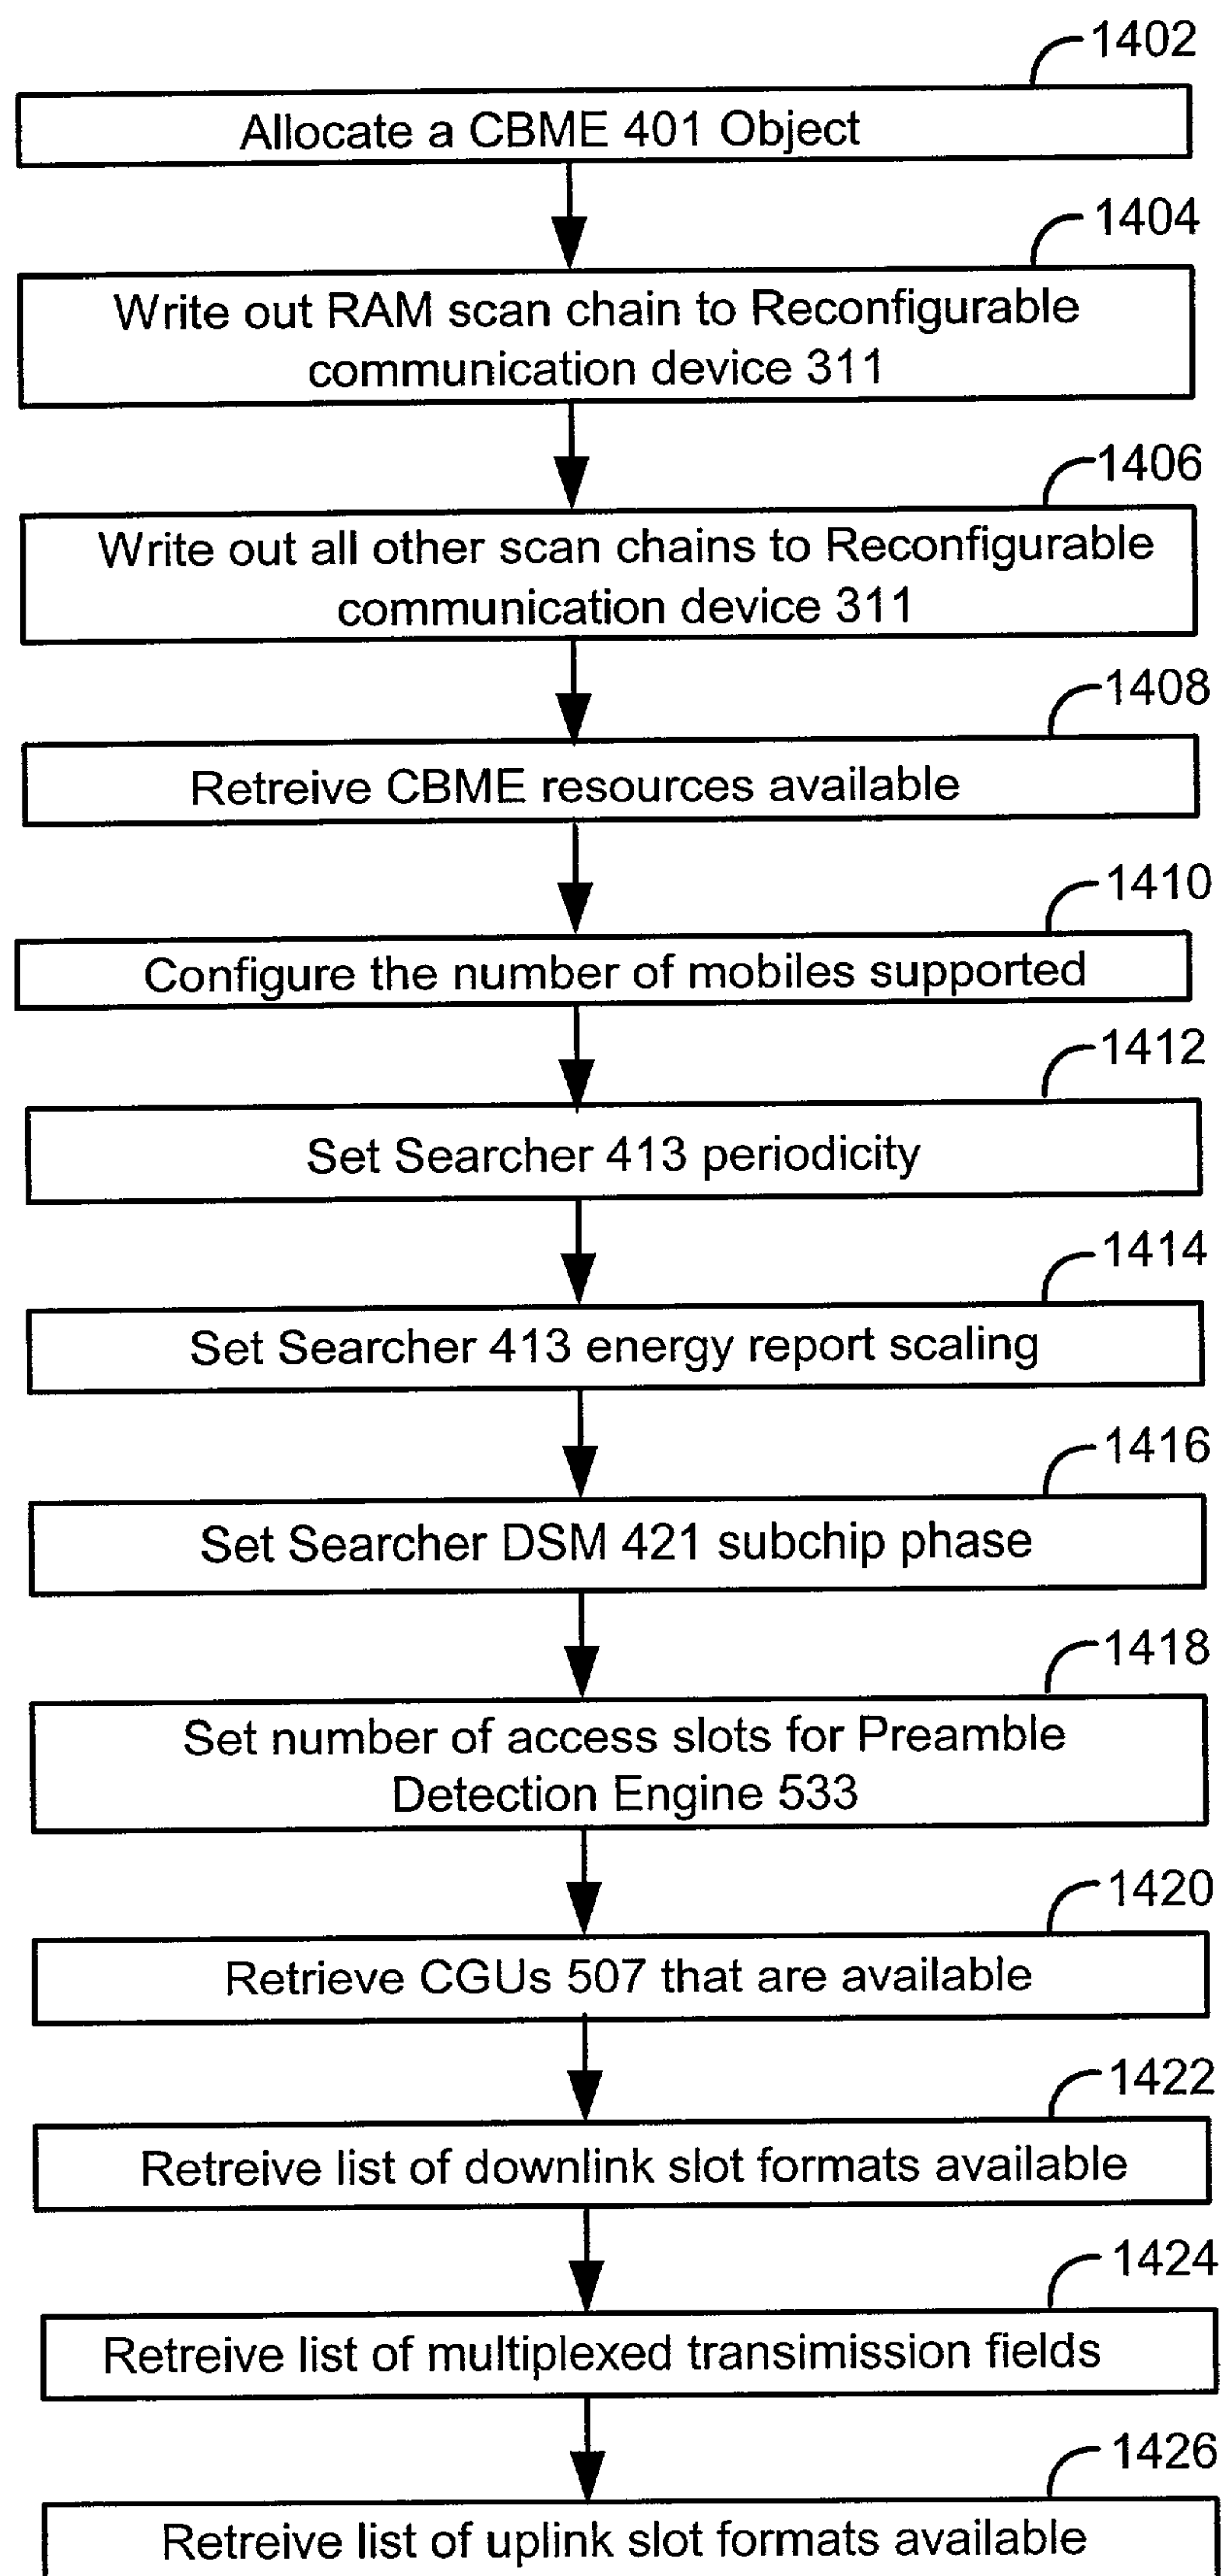 1402
Allocate a CBME 401 Object
1404
Write out RAM scan chain to Reconfigurable
communication device 311
1406
Write out all other scan chains to Reconfigurable
communication device 311
1408
Retreive CBME resources available
1410
Configure the number of mobiles supported
1412
Set Searcher 413 periodicity
1414
Set Searcher 413 energy report scaling
1416
Set Searcher DSM 421 subchip phase
1418
Set number of access slots for Preamble
Detection Engine 533
1420
Retrieve CGUs 507 that are available
1422
Retreive list of downlink slot formats available
1424
Retreive list of multiplexed transimission fields
1426
Retreive list of uplink slot formats available